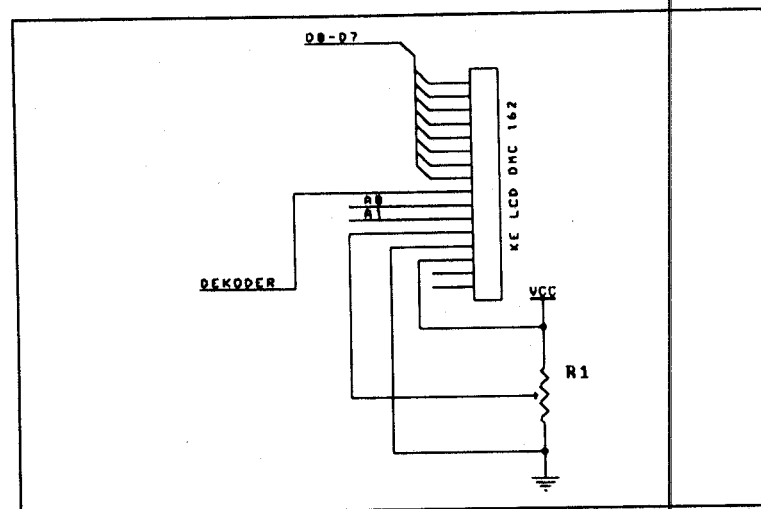 D0-D7
KE LCD DMC 162
A0
A1
DEKODER
VCC
R1